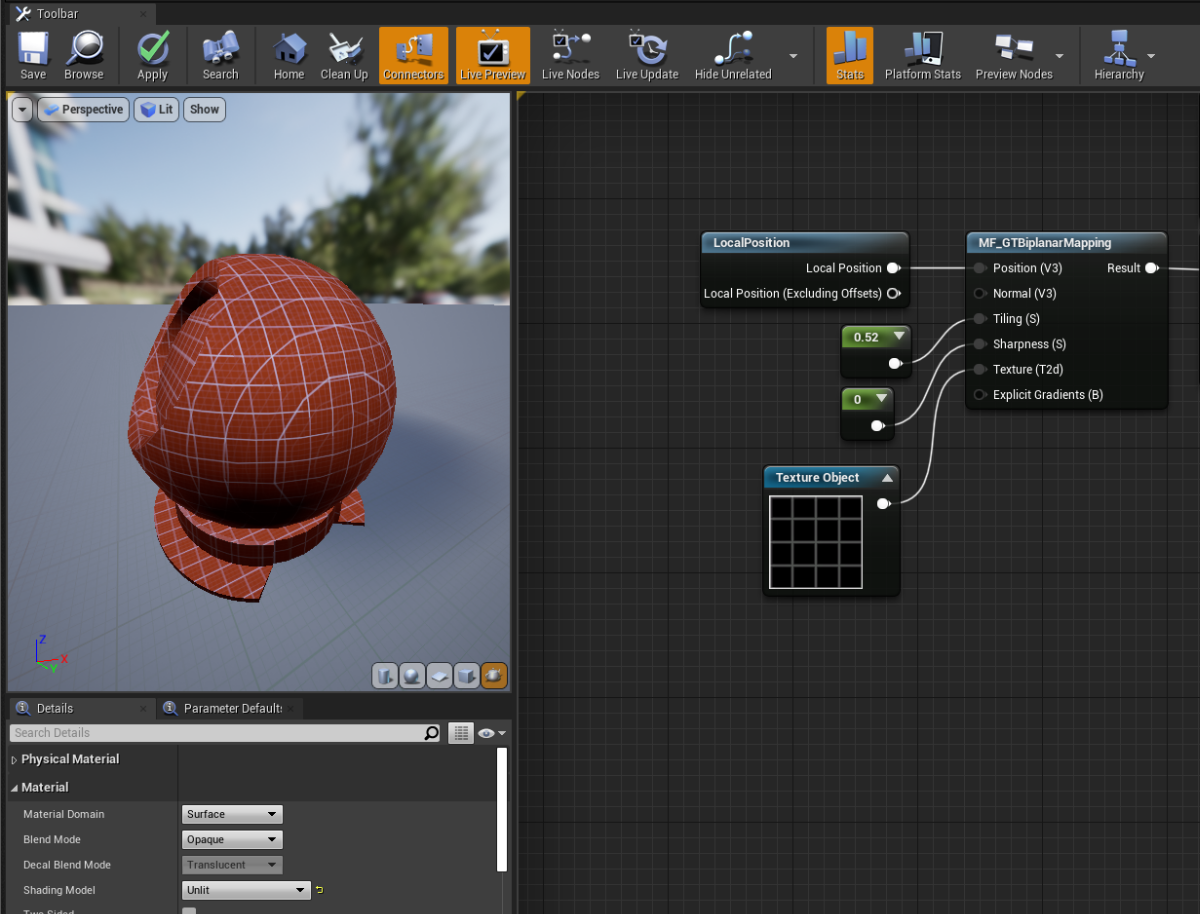 Toolbar
Save
Browse
Apply
Search
Home
Clean Up
Connectors
Live Preview
Live Nodes
Live Update
Hide Unrelated
Stats
Platform Stats
Preview Nodes
Hierarchy
Perspective
Lit
Show
LocalPosition
Local Position
Local Position (Excluding Offsets)
MF_GTBiplanarMapping
Position (V3)
Result
Normal (V3)
Tiling (S)
Sharpness (S)
Texture (T2d)
Explicit Gradients (B)
0.52
0
Texture Object
Z
X
Y
Details
Parameter Defaults
Search Details
Physical Material
Material
Material Domain
Surface
Blend Mode
Opaque
Decal Blend Mode
Translucent
Shading Model
Unlit
Two Sided